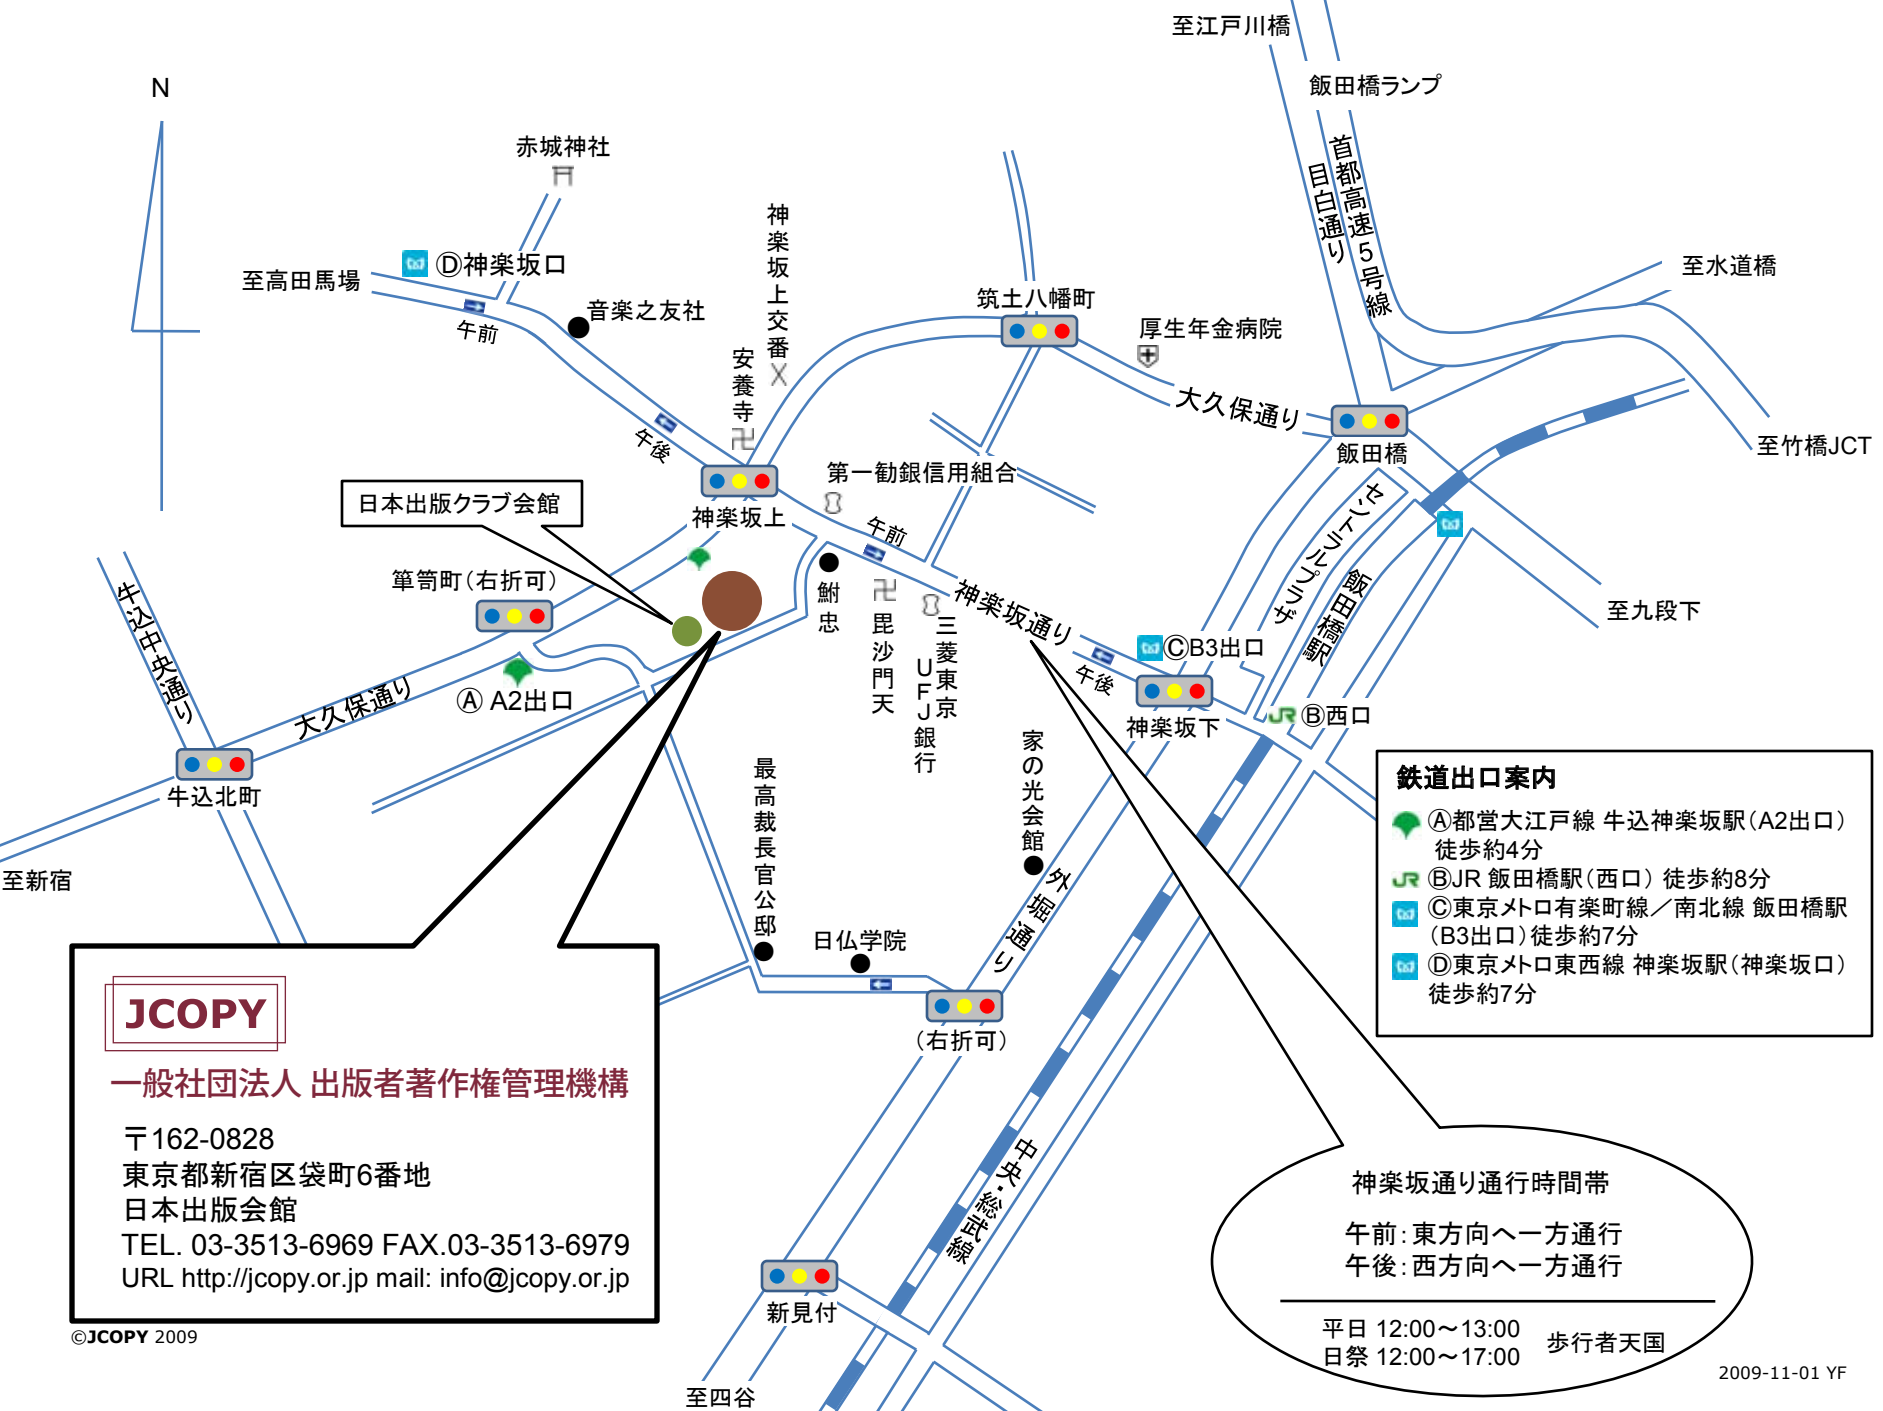 至江戸川橋
N
飯田橋ランプ
赤城神社
首都高速5号線
目白通り
神楽坂上交番
Ⓓ神楽坂口
至高田馬場
至水道橋
音楽之友社
筑土八幡町
午前
厚生年金病院
安養寺
大久保通り
午後
飯田橋
至竹橋JCT
第一勧銀信用組合
日本出版クラブ会館
神楽坂上
セントラルプラザ
午前
箪笥町(右折可)
鮒忠
毘沙門天
神楽坂通り
飯田橋駅
至九段下
牛込中央通り
三菱東京
UFJ銀行
ⒸB3出口
午後
Ⓐ A2出口
大久保通り
神楽坂下
Ⓑ西口
JR
牛込北町
最高裁長官公邸
家の光会館
至新宿
外堀通り
日仏学院
(右折可)
鉄道出口案内
Ⓐ都営大江戸線 牛込神楽坂駅(A2出口)
徒歩約4分
JR ⒷJR 飯田橋駅(西口) 徒歩約8分
Ⓒ東京メトロ有楽町線/南北線 飯田橋駅
(B3出口)徒歩約7分
Ⓓ東京メトロ東西線 神楽坂駅(神楽坂口)
徒歩約7分
JCOPY
一般社団法人 出版者著作権管理機構
〒162-0828
東京都新宿区袋町6番地
日本出版会館
TEL. 03-3513-6969 FAX.03-3513-6979
URL http://jcopy.or.jp mail: info@jcopy.or.jp
©JCOPY 2009
中央・総武線
新見付
至四谷
神楽坂通り通行時間帯
午前:東方向へ一方通行
午後:西方向へ一方通行
平日 12:00~13:00
日祭 12:00~17:00
歩行者天国
2009-11-01 YF